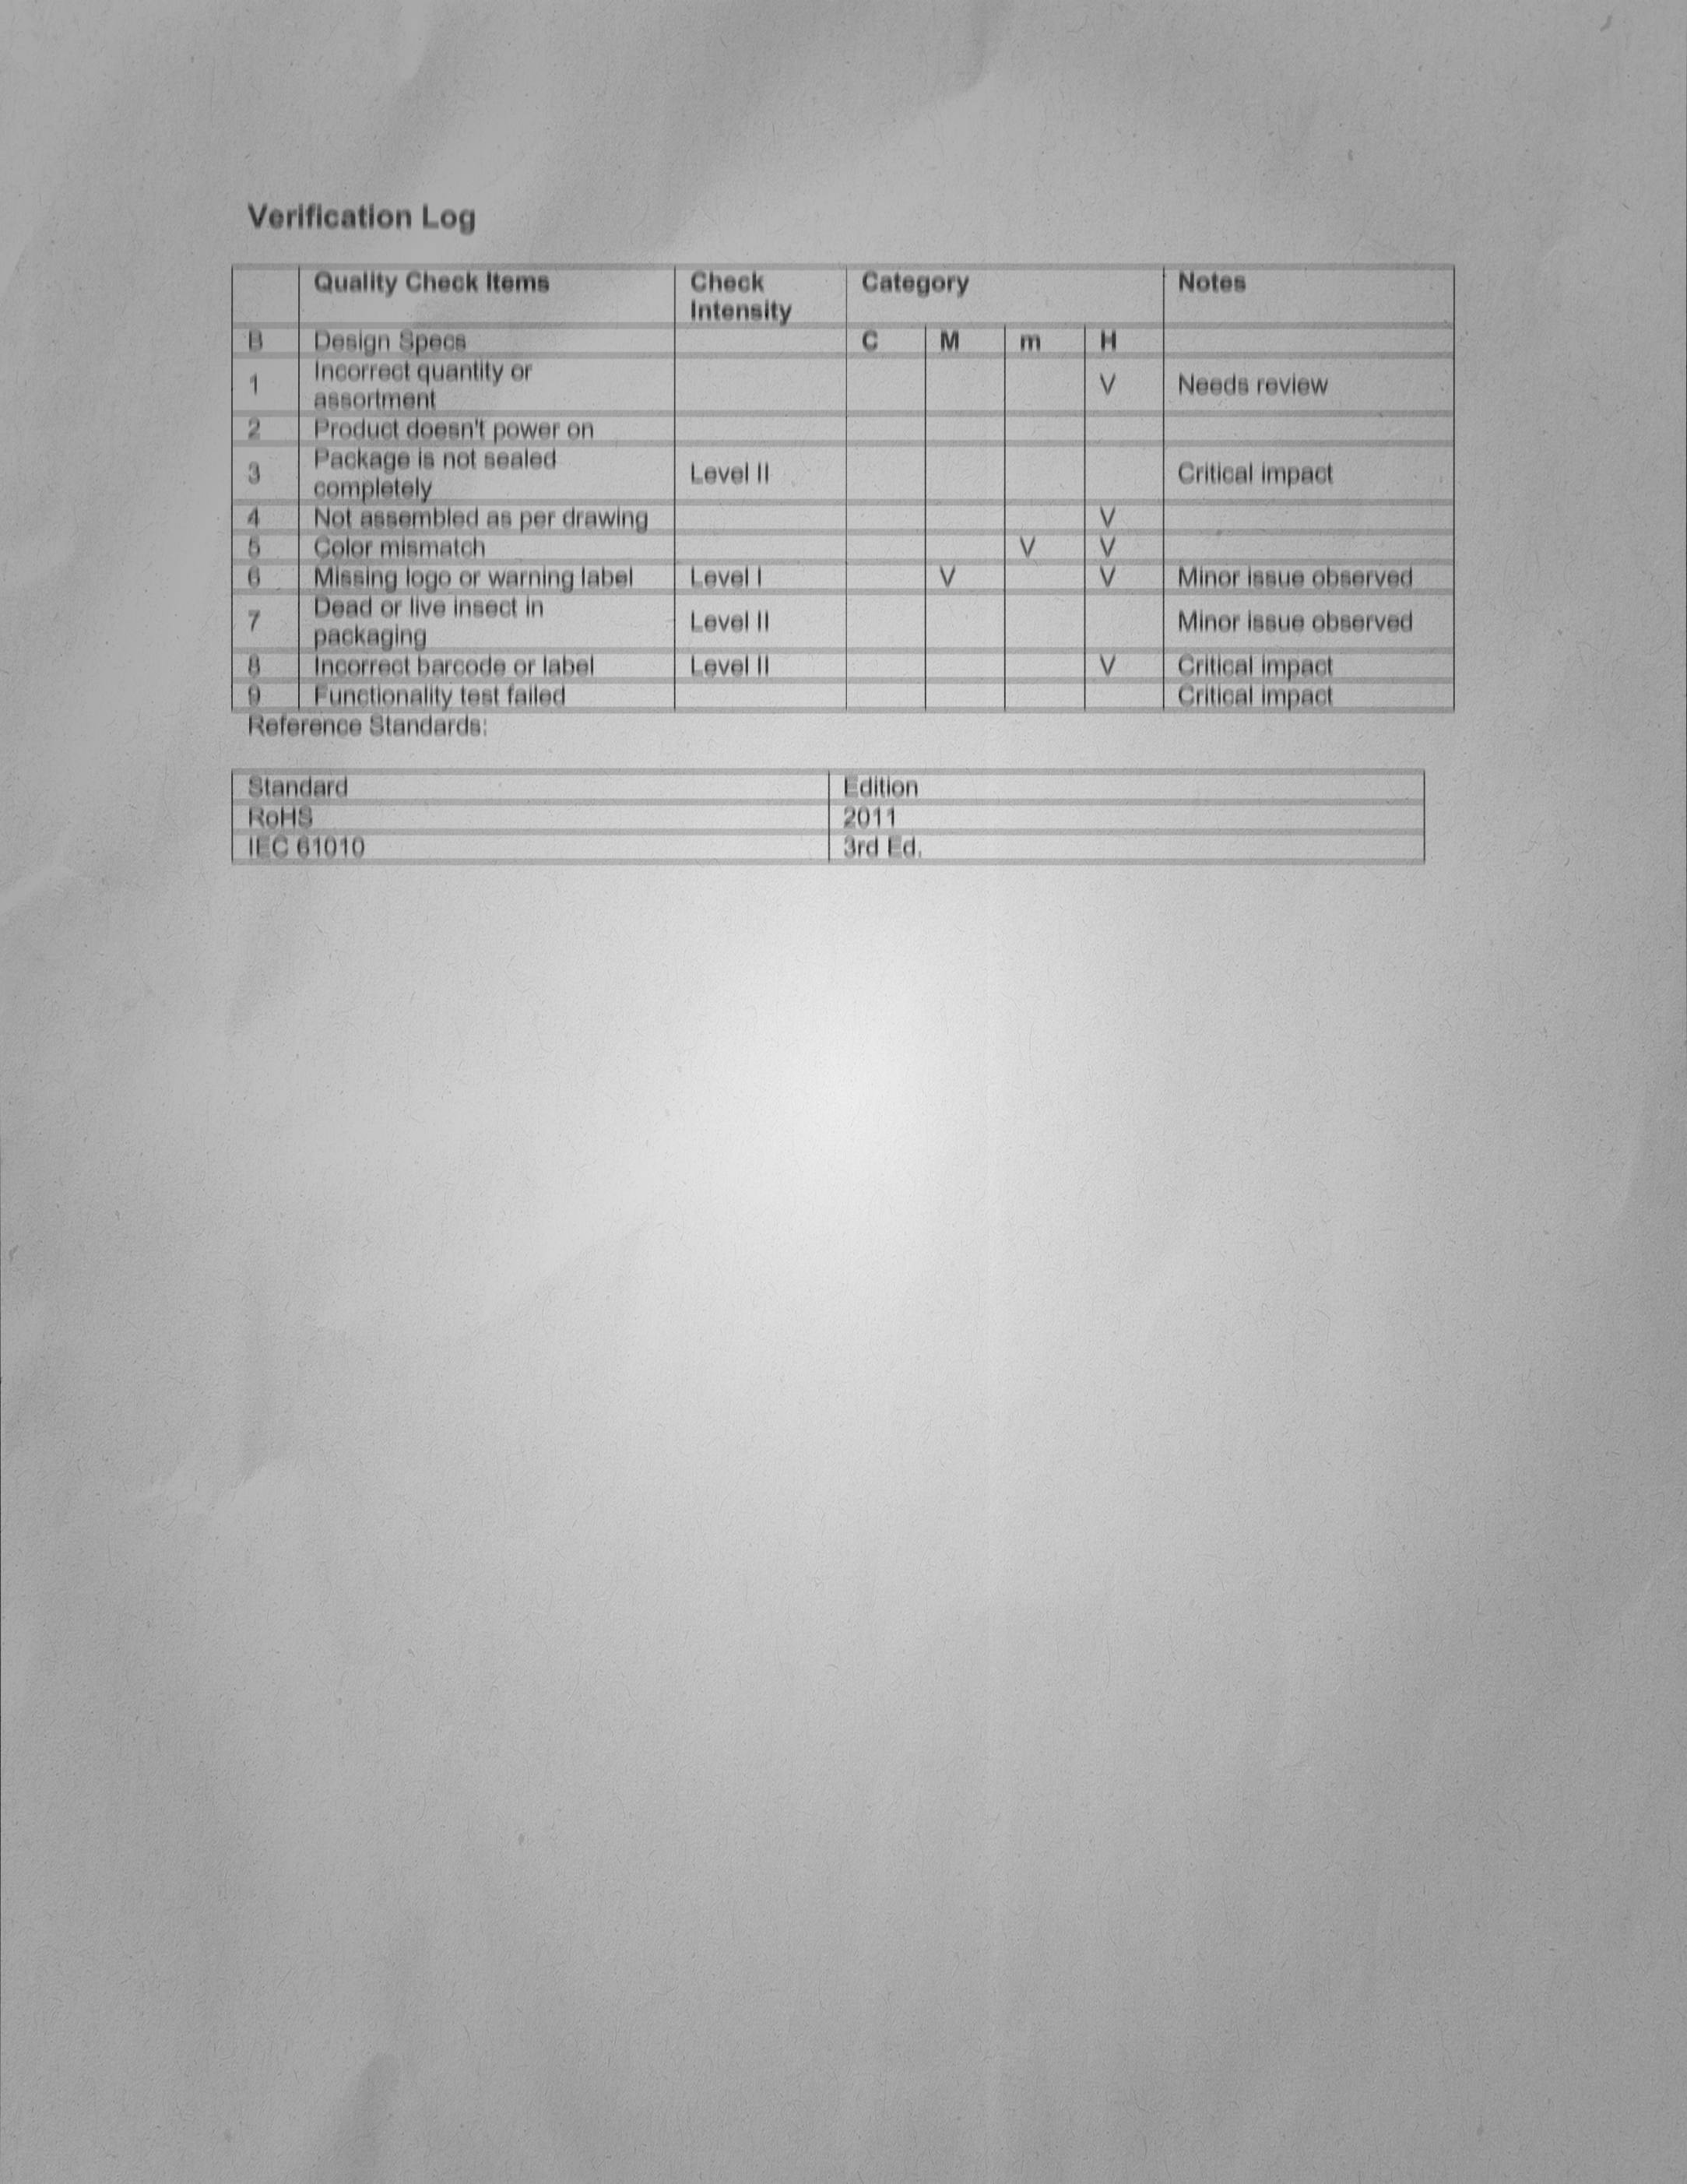 Verification Log
Quality Check Items Check Intensity Category Notes
B Design Specs C M m H
1 Incorrect quantity or assortment V Needs review
2 Product doesn't power on
3 Package is not sealed completely Level II Critical impact
4 Not assembled as per drawing V
5 Color mismatch V V
6 Missing logo or warning label Level I V V Minor issue observed
7 Dead or live insect in packaging Level II Minor issue observed
8 Incorrect barcode or label Level II V Critical impact
9 Functionality test failed Critical impact
Reference Standards:
Standard Edition
RoHS 2011
IEC 61010 3rd Ed.